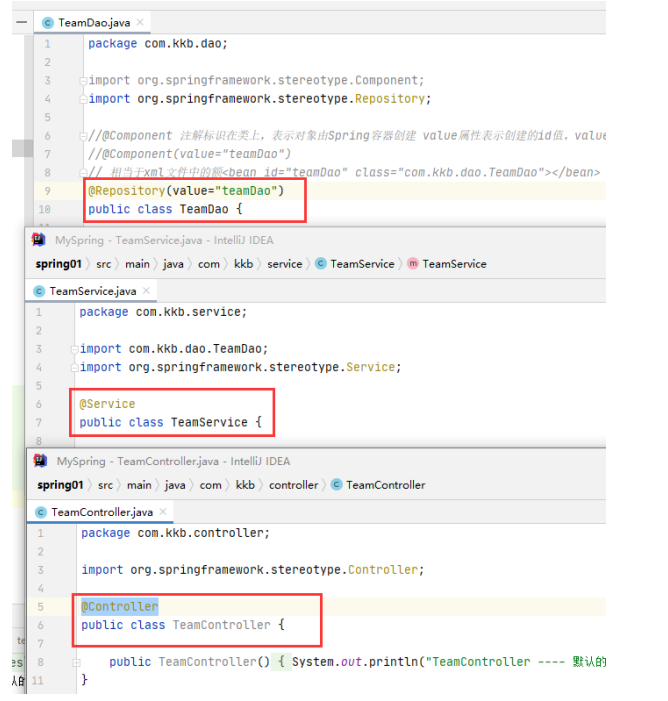 TeamDao.java
1 package com.kkb.dao;
2
3 import org.springframework.stereotype.Component;
4 import org.springframework.stereotype.Repository;
5
6 //@Component 注解标识在类上，表示对象由Spring容器创建 value属性表示创建的id值，value
7 //@Component(value="teamDao")
8 // 相当于xml文件中的额<bean id="teamDao" class="com.kkb.dao.TeamDao"></bean>
9 @Repository(value="teamDao")
10 public class TeamDao {
MySpring - TeamService.java - IntelliJ IDEA
spring01 〉 src 〉 main 〉 java 〉 com 〉 kkb 〉 service 〉 C TeamService 〉 m TeamService
TeamService.java
1 package com.kkb.service;
2
3 import com.kkb.dao.TeamDao;
4 import org.springframework.stereotype.Service;
5
6 @Service
7 public class TeamService {
8
MySpring - TeamController.java - IntelliJ IDEA
spring01 〉 src 〉 main 〉 java 〉 com 〉 kkb 〉 controller 〉 C TeamController
TeamController.java
1 package com.kkb.controller;
2
3 import org.springframework.stereotype.Controller;
4
5 @Controller
6 public class TeamController {
7
8 public TeamController() { System.out.println("TeamController ---- 默认的
11 }